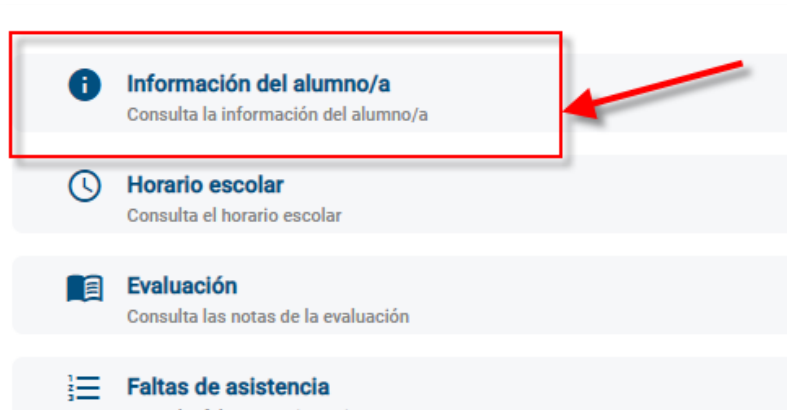 Información del alumno/a
Consulta la información del alumno/a
Horario escolar
Consulta el horario escolar
Evaluación
Consulta las notas de la evaluación
Faltas de asistencia